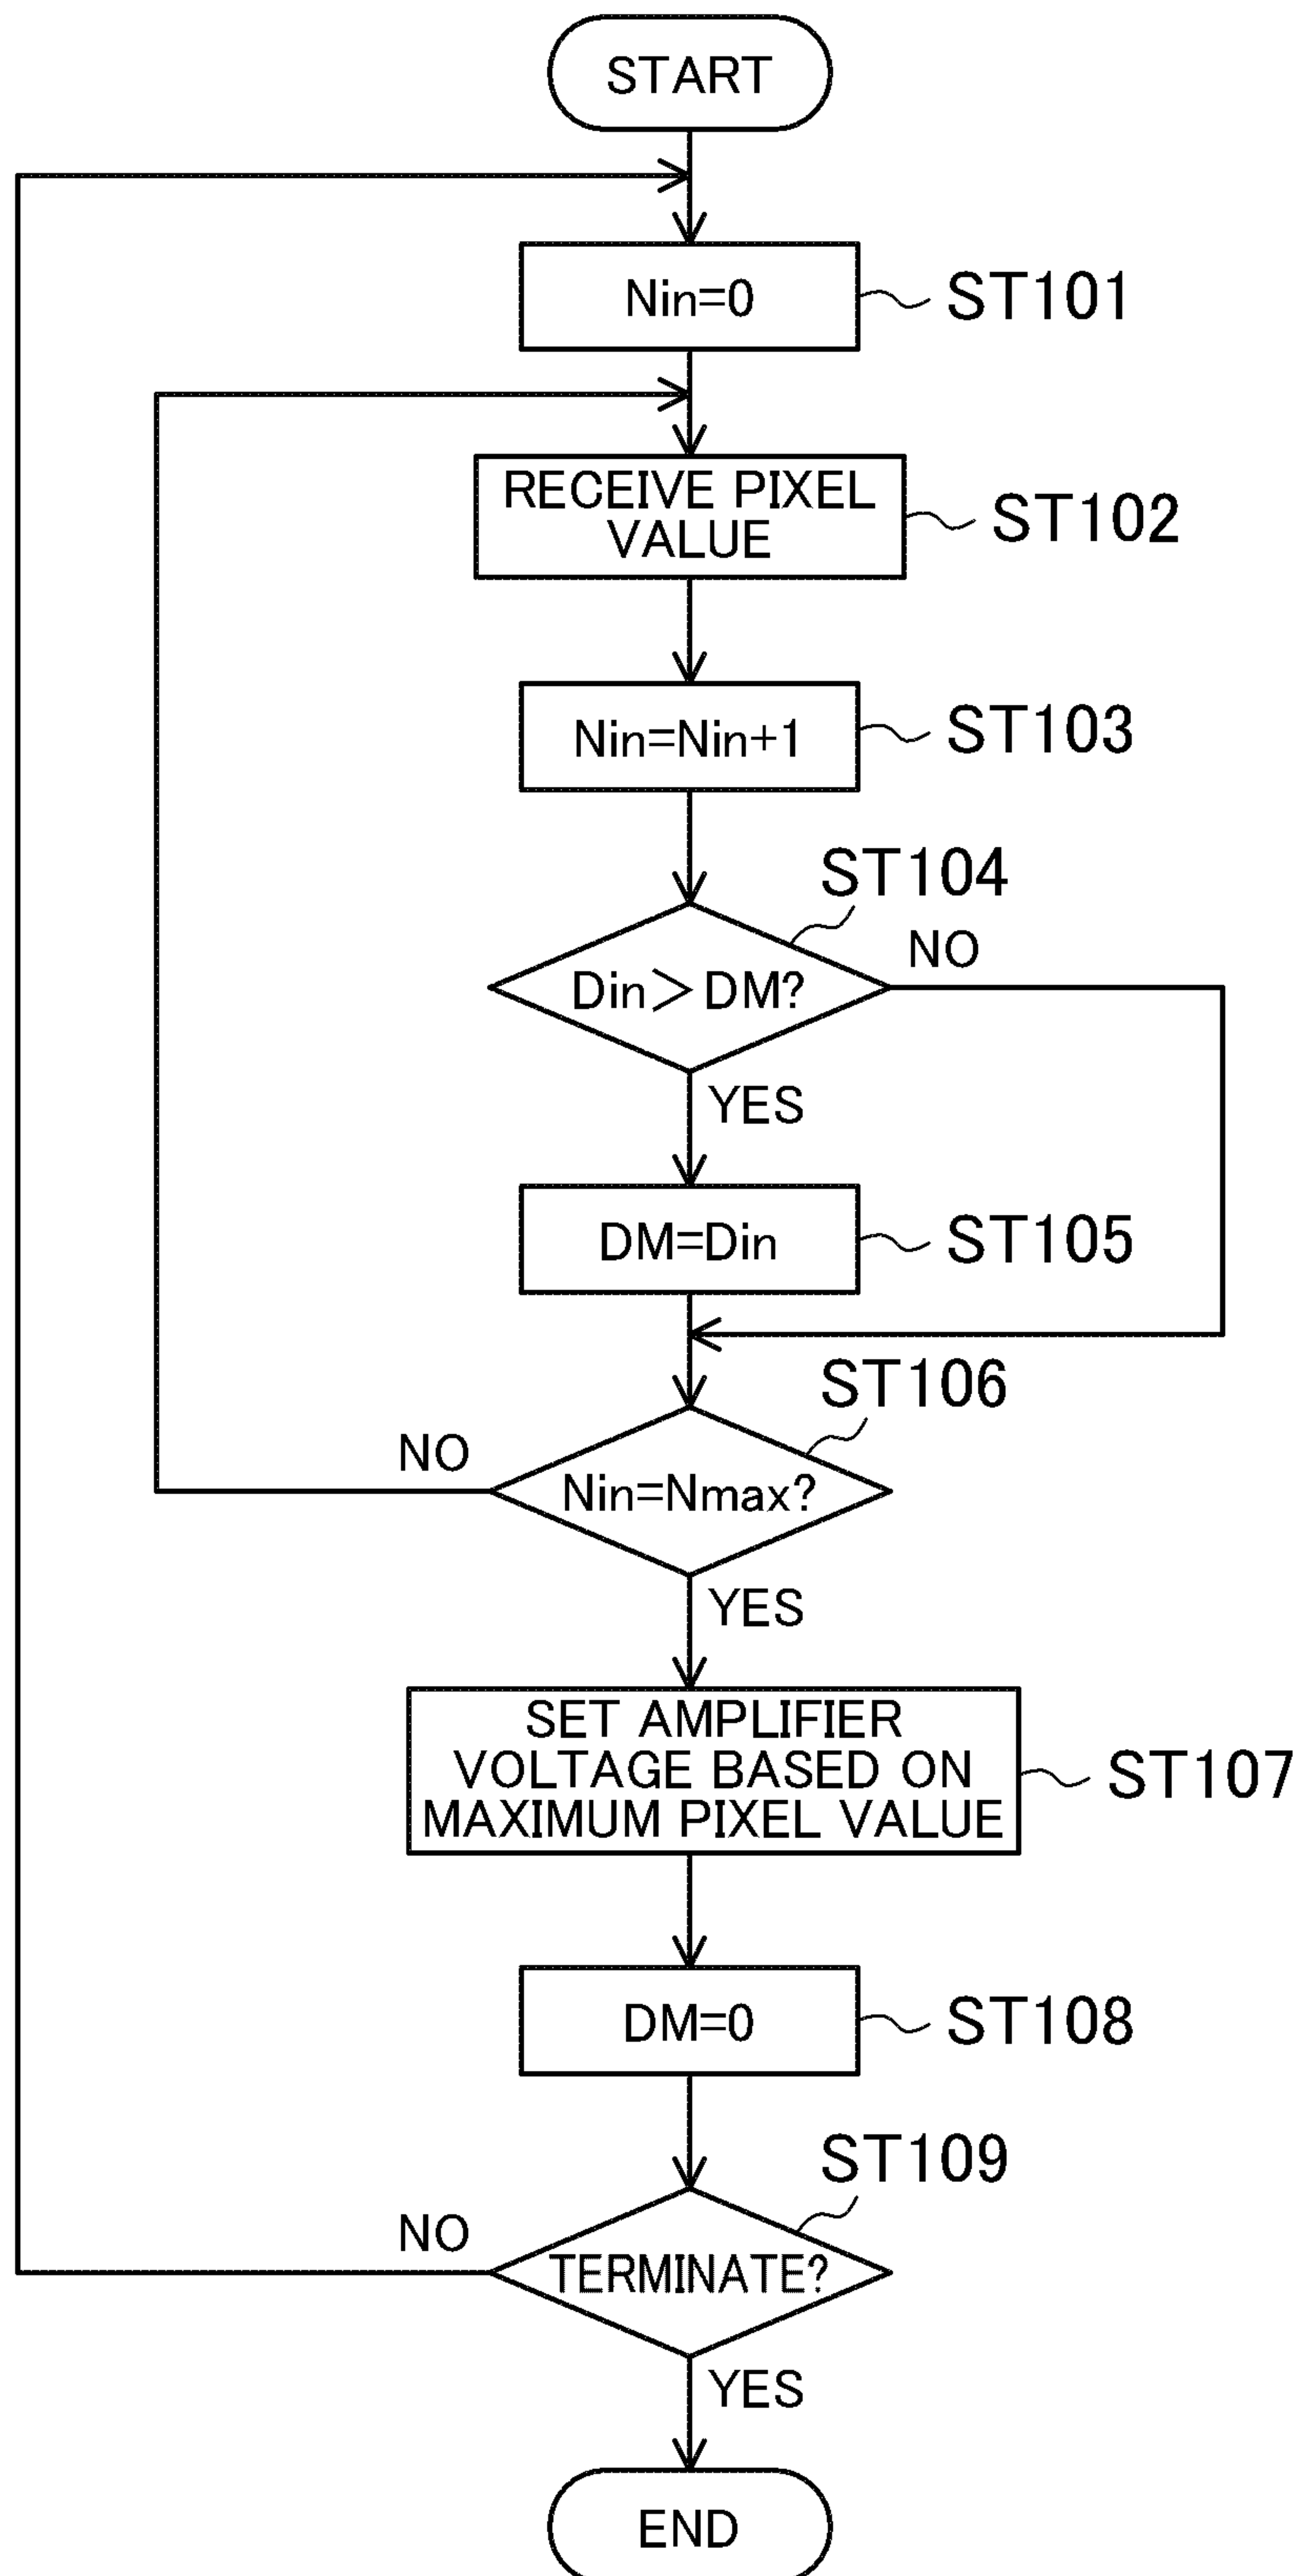 START
Nin=0
ST101
RECEIVE PIXEL
VALUE
ST102
Nin=Nin+1
ST103
ST104
Din>DM?
NO
YES
DM=Din
ST105
ST106
NO
Nin=Nmax?
YES
SET AMPLIFIER
VOLTAGE BASED ON
MAXIMUM PIXEL VALUE
ST107
DM=0
ST108
ST109
NO
TERMINATE?
YES
END